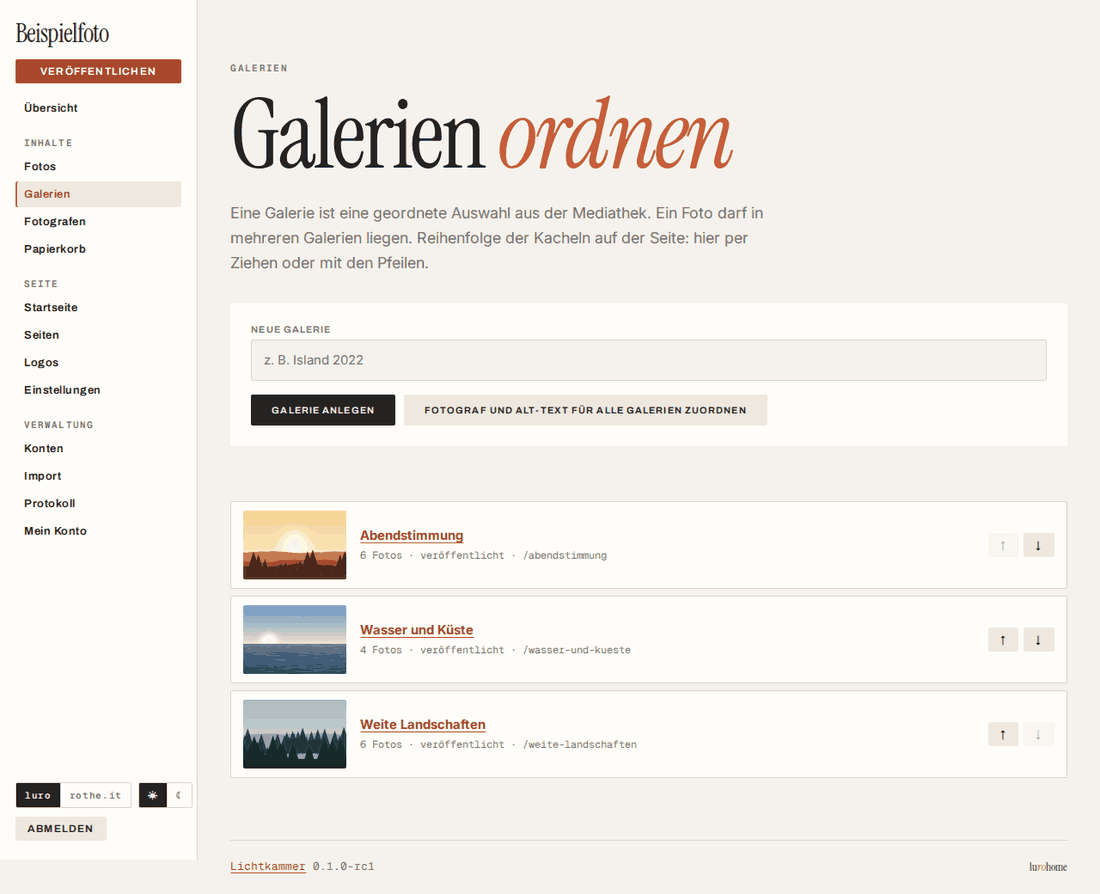 Beispielfoto
VERÖFFENTLICHEN
Übersicht
INHALTE
Fotos
Galerien
Fotografen
Papierkorb
SEITE
Startseite
Seiten
Logos
Einstellungen
VERWALTUNG
Konten
Import
Protokoll
Mein Konto
luro rothe.it
ABMELDEN
GALERIEN
Galerien ordnen
Eine Galerie ist eine geordnete Auswahl aus der Mediathek. Ein Foto darf in
mehreren Galerien liegen. Reihenfolge der Kacheln auf der Seite: hier per
Ziehen oder mit den Pfeilen.
NEUE GALERIE
z. B. Island 2022
GALERIE ANLEGEN
FOTOGRAF UND ALT-TEXT FÜR ALLE GALERIEN ZUORDNEN
Abendstimmung
6 Fotos · veröffentlicht · /abendstimmung
↑ ↓
Wasser und Küste
4 Fotos · veröffentlicht · /wasser-und-kueste
↑ ↓
Weite Landschaften
6 Fotos · veröffentlicht · /weite-landschaften
↑ ↓
Lichtkammer 0.1.0-rc1
lurohome